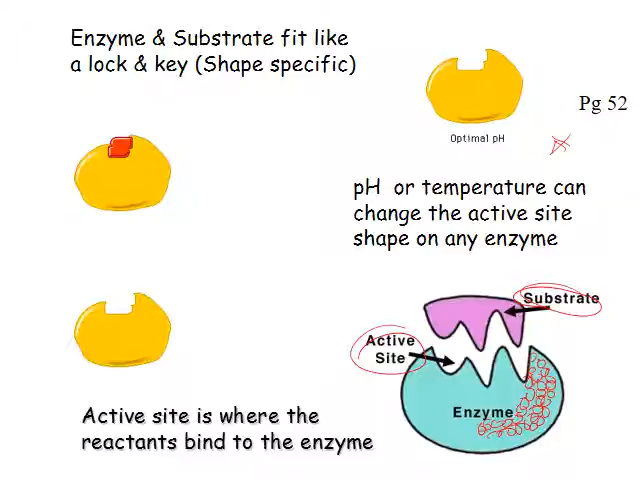 Enzyme & Substrate fit like
a lock & key (Shape specific)
Optimal pH
Pg 52
pH or temperature can
change the active site
shape on any enzyme
Substrate
Active
Site
Enzyme
Active site is where the
reactants bind to the enzyme